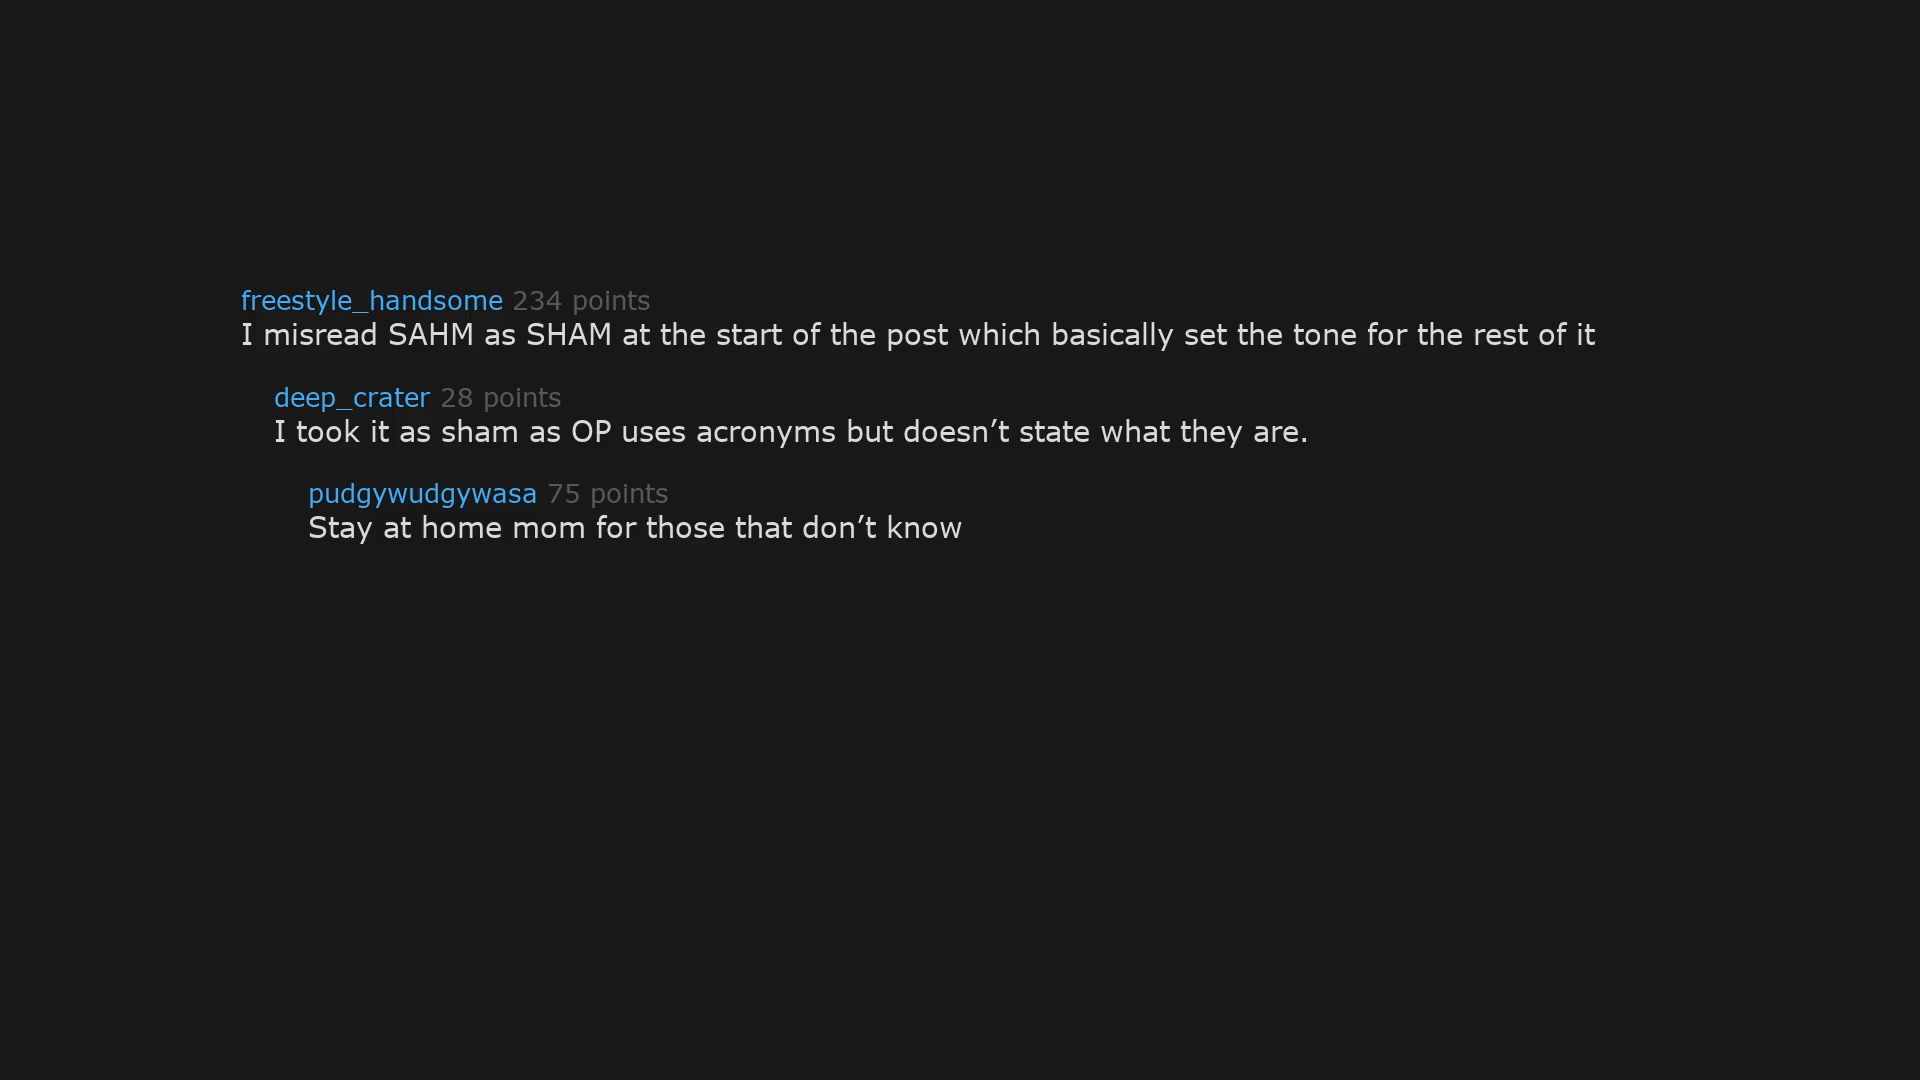 freestyle_handsome 234 points
I misread SAHM as SHAM at the start of the post which basically set the tone for the rest of it
deep_crater 28 points
I took it as sham as OP uses acronyms but doesn’t state what they are.
pudgywudgywasa 75 points
Stay at home mom for those that don’t know